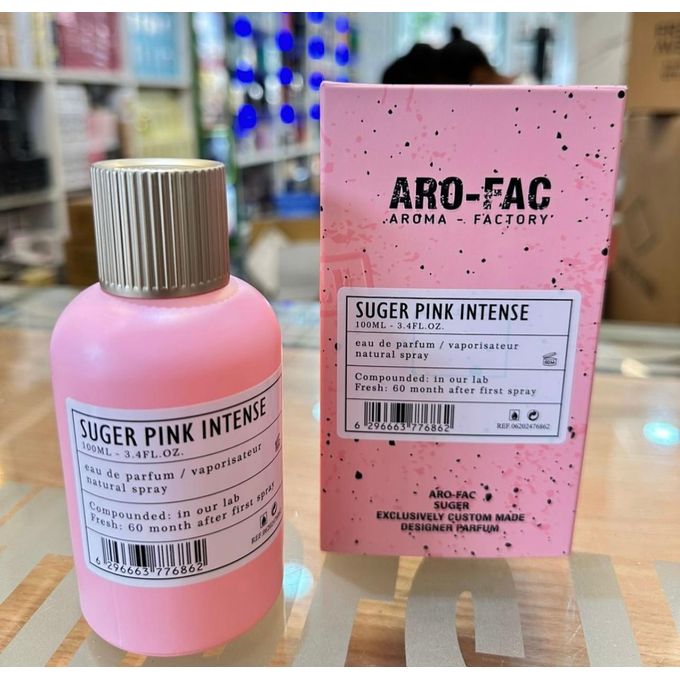 ARO-FAC
AROMA - FACTORY
SUGER PINK INTENSE
100ML - 3.4FL.OZ.
eau de parfum / vaporisateur
natural spray
Compounded: in our lab
Fresh: 60 month after first spray
6 296663 776862
REF.06202476862
ARO-FAC
SUGER
EXCLUSIVELY CUSTOM MADE
DESIGNER PARFUM
SUGER PINK INTENSE
100ML - 3.4FL.OZ.
eau de parfum / vaporisateur
natural spray
Compounded: in our lab
Fresh: 60 month after first spray
6 296663 776862